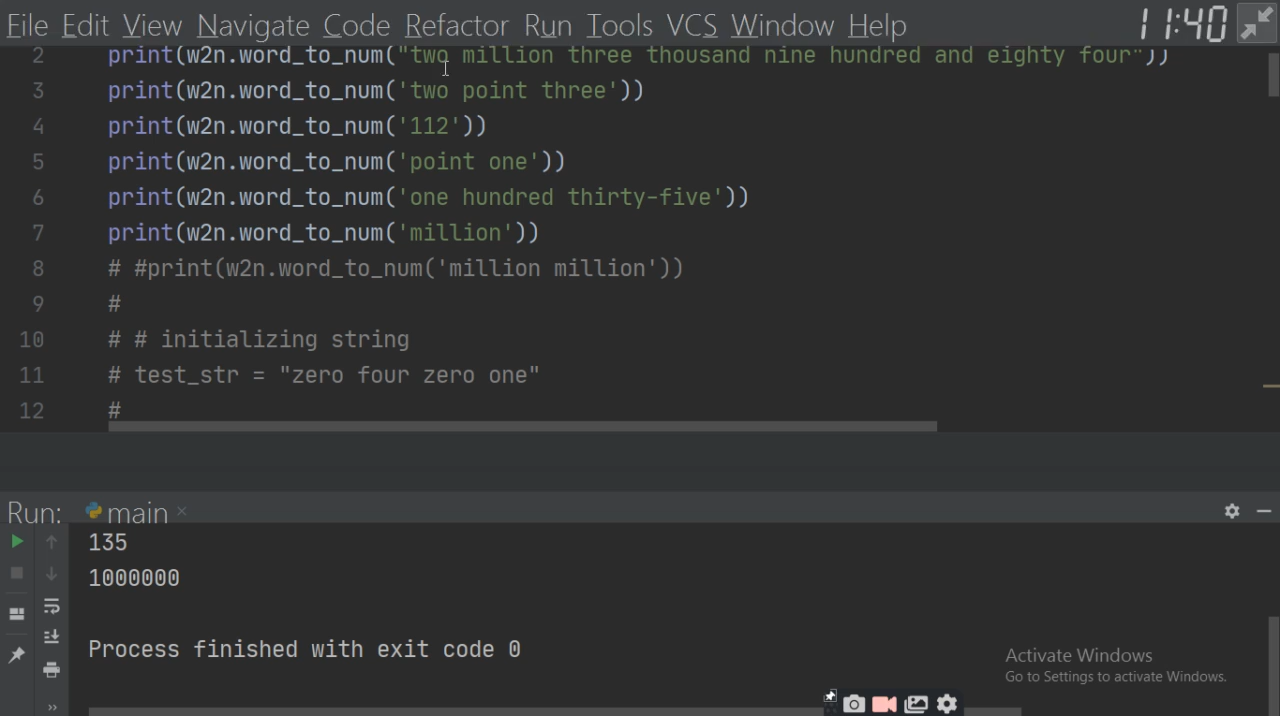 File Edit View Navigate Code Refactor Run Tools VCS Window Help 11:40
2 print(w2n.word_to_num("two million three thousand nine hundred and eighty four"))
3 print(w2n.word_to_num('two point three'))
4 print(w2n.word_to_num('112'))
5 print(w2n.word_to_num('point one'))
6 print(w2n.word_to_num('one hundred thirty-five'))
7 print(w2n.word_to_num('million'))
8 # #print(w2n.word_to_num('million million'))
9 #
10 # # initializing string
11 # test_str = "zero four zero one"
12 #
Run: main ×
135
1000000
Process finished with exit code 0
Activate Windows
Go to Settings to activate Windows.